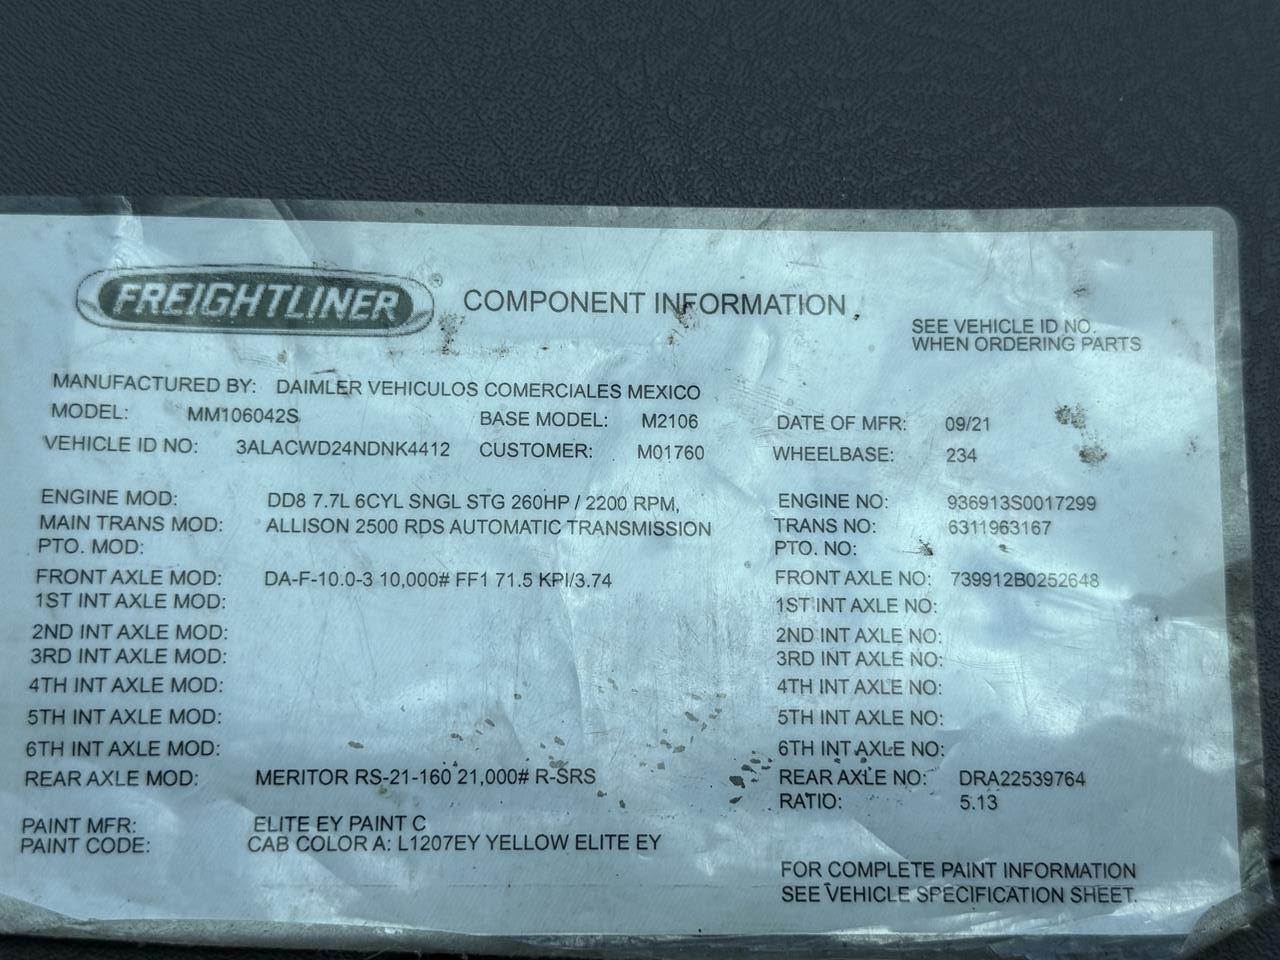 FREIGHTLINER ® COMPONENT INFORMATION
SEE VEHICLE ID NO.
WHEN ORDERING PARTS
MANUFACTURED BY: DAIMLER VEHICULOS COMERCIALES MEXICO
MODEL: MM106042S BASE MODEL: M2106 DATE OF MFR: 09/21
VEHICLE ID NO: 3ALACWD24NDNK4412 CUSTOMER: M01760 WHEELBASE: 234
ENGINE MOD: DD8 7.7L 6CYL SNGL STG 260HP / 2200 RPM, ENGINE NO: 936913S0017299
MAIN TRANS MOD: ALLISON 2500 RDS AUTOMATIC TRANSMISSION TRANS NO: 6311963167
PTO. MOD: PTO. NO:
FRONT AXLE MOD: DA-F-10.0-3 10,000# FF1 71.5 KPI/3.74 FRONT AXLE NO: 739912B0252648
1ST INT AXLE MOD: 1ST INT AXLE NO:
2ND INT AXLE MOD: 2ND INT AXLE NO:
3RD INT AXLE MOD: 3RD INT AXLE NO:
4TH INT AXLE MOD: 4TH INT AXLE NO:
5TH INT AXLE MOD: 5TH INT AXLE NO:
6TH INT AXLE MOD: 6TH INT AXLE NO:
REAR AXLE MOD: MERITOR RS-21-160 21,000# R-SRS REAR AXLE NO: DRA22539764
RATIO: 5.13
PAINT MFR: ELITE EY PAINT C
PAINT CODE: CAB COLOR A: L1207EY YELLOW ELITE EY
FOR COMPLETE PAINT INFORMATION
SEE VEHICLE SPECIFICATION SHEET.